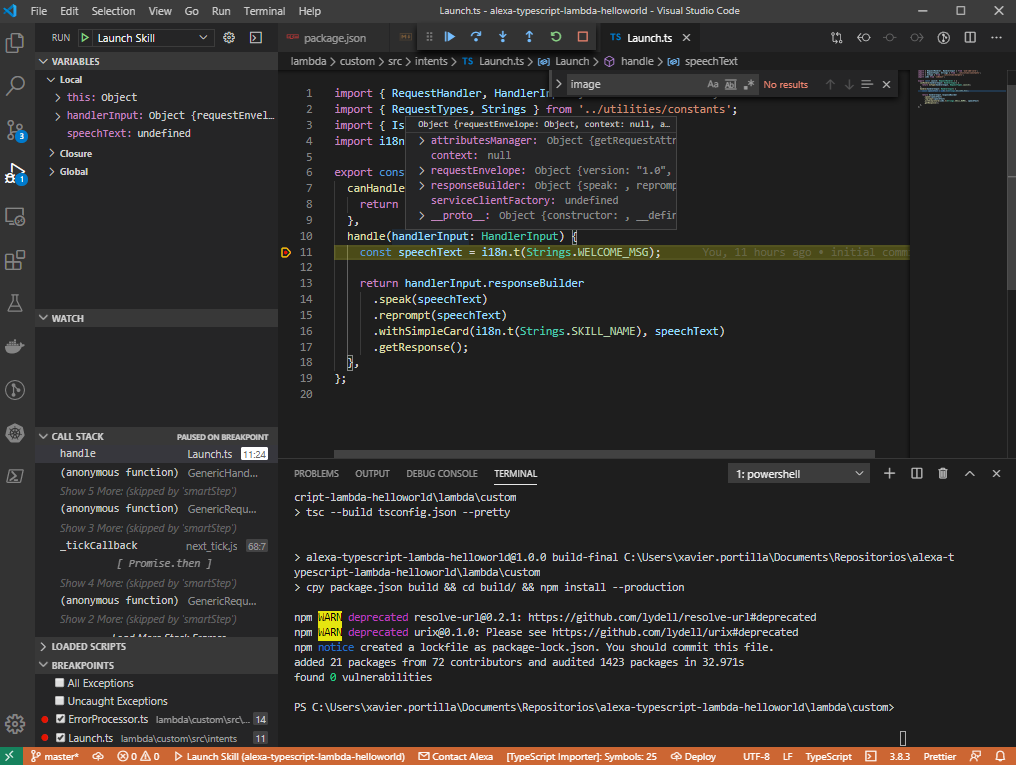 File Edit Selection View Go Run Terminal Help Launch.ts - alexa-typescript-lambda-helloworld - Visual Studio Code
RUN Launch Skill
package.json
TS Launch.ts
VARIABLES
Local
this: Object
handlerInput: Object {requestEnvel…
speechText: undefined
Closure
Global
3
1
WATCH
CALL STACK PAUSED ON BREAKPOINT
handle Launch.ts 11:24
(anonymous function) GenericHand...
Show 5 More: (skipped by 'smartStep')
(anonymous function) GenericRequ...
Show 3 More: (skipped by 'smartStep')
_tickCallback next_tick.js 68:7
[ Promise.then ]
Show 4 More: (skipped by 'smartStep')
(anonymous function) GenericRequ...
Show 2 More: (skipped by 'smartStep')
Load More Stack Frames
LOADED SCRIPTS
BREAKPOINTS
All Exceptions
Uncaught Exceptions
ErrorProcessor.ts lambda\custom\src\... 14
Launch.ts lambda\custom\src\intents 11
lambda > custom > src > intents > TS Launch.ts > Launch > handle > speechText
image Aa Abl .* No results
1 import { RequestHandler, HandlerIn
2 import { RequestTypes, Strings } from '../utilities/constants';
3 import { Is
4 import i18n
5
6 export cons
7 canHandle
8 return
9 },
10 handle(handlerInput: HandlerInput) {
11 const speechText = i18n.t(Strings.WELCOME_MSG); You, 11 hours ago • initial comm
12
13 return handlerInput.responseBuilder
14 .speak(speechText)
15 .reprompt(speechText)
16 .withSimpleCard(i18n.t(Strings.SKILL_NAME), speechText)
17 .getResponse();
18 },
19 };
20
Object {requestEnvelope: Object, context: null, a…
attributesManager: Object {getRequestAttr
context: null
requestEnvelope: Object {version: "1.0",
responseBuilder: Object {speak: , repromp
serviceClientFactory: undefined
__proto__: Object {constructor: , __defin
PROBLEMS OUTPUT DEBUG CONSOLE TERMINAL 1: powershell
cript-lambda-helloworld\lambda\custom
> tsc --build tsconfig.json --pretty
> alexa-typescript-lambda-helloworld@1.0.0 build-final C:\Users\xavier.portilla\Documents\Repositorios\alexa-t
ypescript-lambda-helloworld\lambda\custom
> cpy package.json build && cd build/ && npm install --production
npm WARN deprecated resolve-url@0.2.1: https://github.com/lydell/resolve-url#deprecated
npm WARN deprecated urix@0.1.0: Please see https://github.com/lydell/urix#deprecated
npm notice created a lockfile as package-lock.json. You should commit this file.
added 21 packages from 72 contributors and audited 1423 packages in 32.971s
found 0 vulnerabilities
PS C:\Users\xavier.portilla\Documents\Repositorios\alexa-typescript-lambda-helloworld\lambda\custom>
master* 0 0 Launch Skill (alexa-typescript-lambda-helloworld) Contact Alexa [TypeScript Importer]: Symbols: 25 Deploy UTF-8 LF TypeScript 3.8.3 Prettier